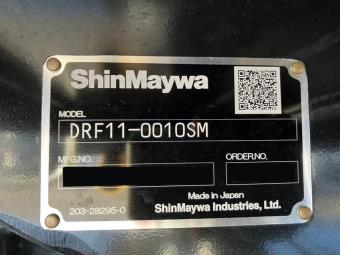 ShinMaywa
MODEL
DRF11-0010SM
MFG.NO. ORDER.NO.
Made in Japan
203-28295-0 ShinMaywa Industries, Ltd.